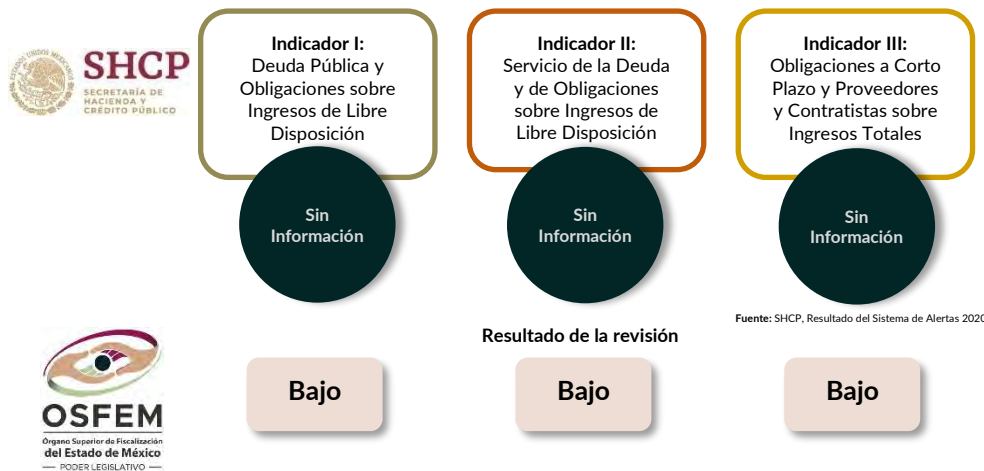 ESTADOS UNIDOS MEXICANOS
SHCP
SECRETARÍA DE
HACIENDA Y
CRÉDITO PÚBLICO
Indicador I:
Deuda Pública y
Obligaciones sobre
Ingresos de Libre
Disposición
Sin
Información
Indicador II:
Servicio de la Deuda
y de Obligaciones
sobre Ingresos de
Libre Disposición
Sin
Información
Indicador III:
Obligaciones a Corto
Plazo y Proveedores
y Contratistas sobre
Ingresos Totales
Sin
Información
Fuente: SHCP, Resultado del Sistema de Alertas 2020
Resultado de la revisión
OSFEM
Órgano Superior de Fiscalización
del Estado de México
PODER LEGISLATIVO
Bajo
Bajo
Bajo